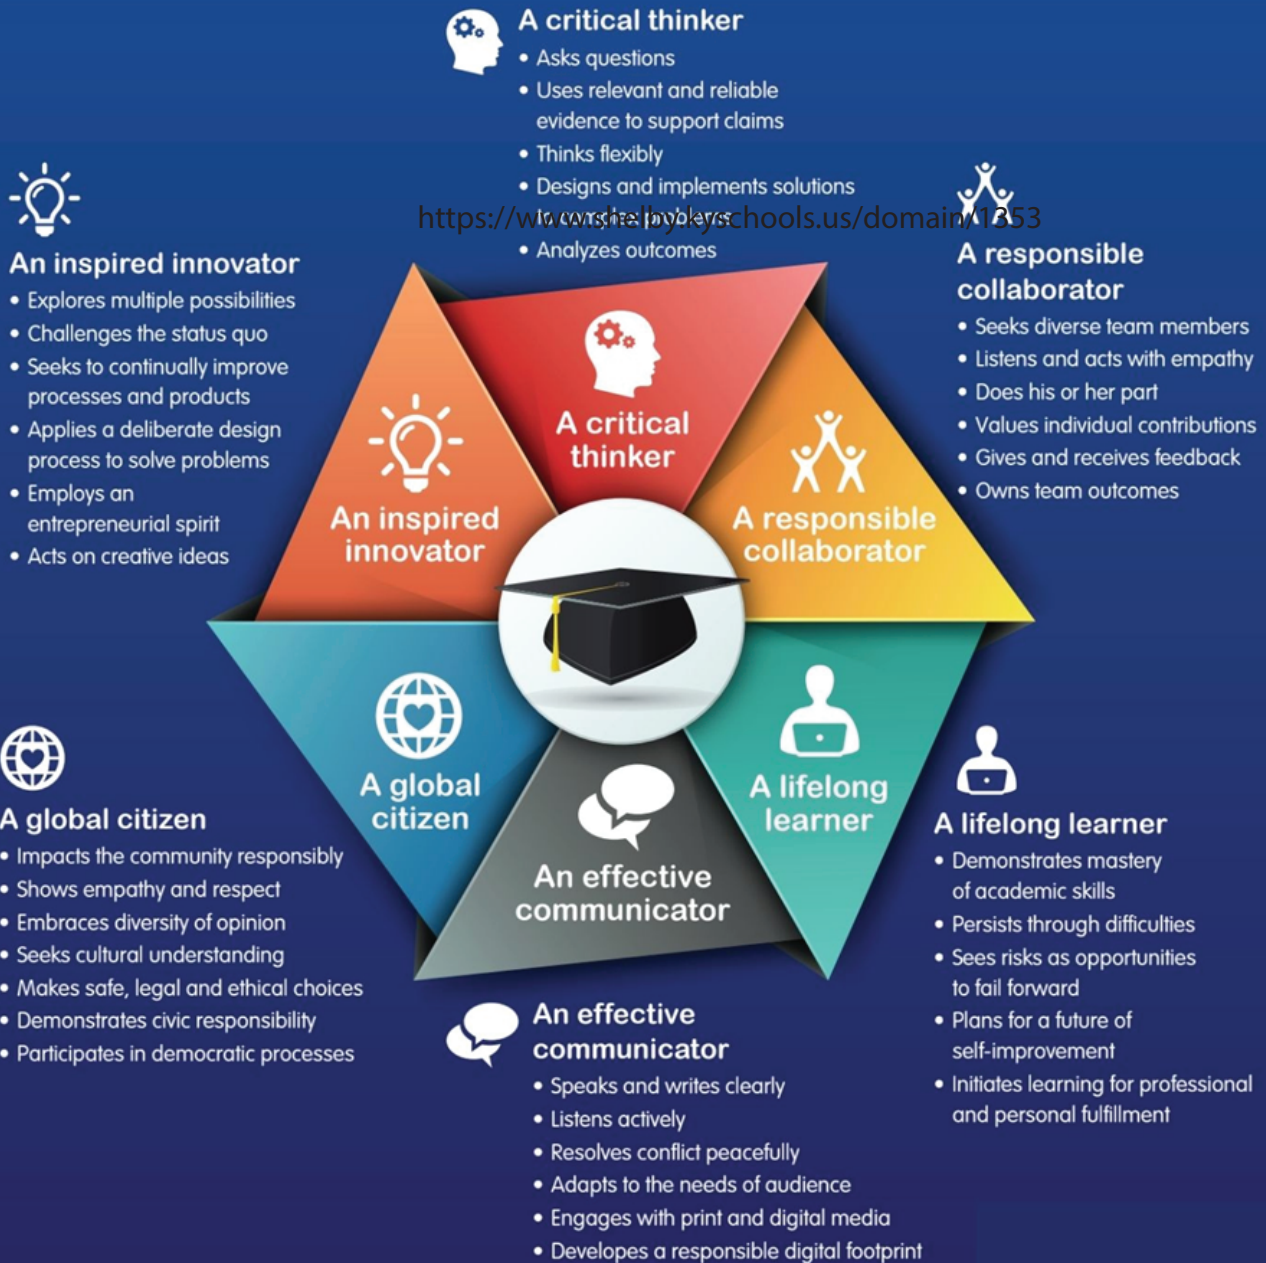 A critical thinker
• Asks questions
• Uses relevant and reliable
evidence to support claims
• Thinks flexibly
• Designs and implements solutions
to complex problems
https://www.shelby.kyschools.us/domain/1353
• Analyzes outcomes
An inspired innovator
• Explores multiple possibilities
• Challenges the status quo
• Seeks to continually improve
processes and products
• Applies a deliberate design
process to solve problems
• Employs an
entrepreneurial spirit
• Acts on creative ideas
A responsible
collaborator
• Seeks diverse team members
• Listens and acts with empathy
• Does his or her part
• Values individual contributions
• Gives and receives feedback
• Owns team outcomes
A critical
thinker
An inspired
innovator
A responsible
collaborator
A global
citizen
A lifelong
learner
An effective
communicator
A global citizen
• Impacts the community responsibly
• Shows empathy and respect
• Embraces diversity of opinion
• Seeks cultural understanding
• Makes safe, legal and ethical choices
• Demonstrates civic responsibility
• Participates in democratic processes
A lifelong learner
• Demonstrates mastery
of academic skills
• Persists through difficulties
• Sees risks as opportunities
to fail forward
• Plans for a future of
self-improvement
• Initiates learning for professional
and personal fulfillment
An effective
communicator
• Speaks and writes clearly
• Listens actively
• Resolves conflict peacefully
• Adapts to the needs of audience
• Engages with print and digital media
• Developes a responsible digital footprint